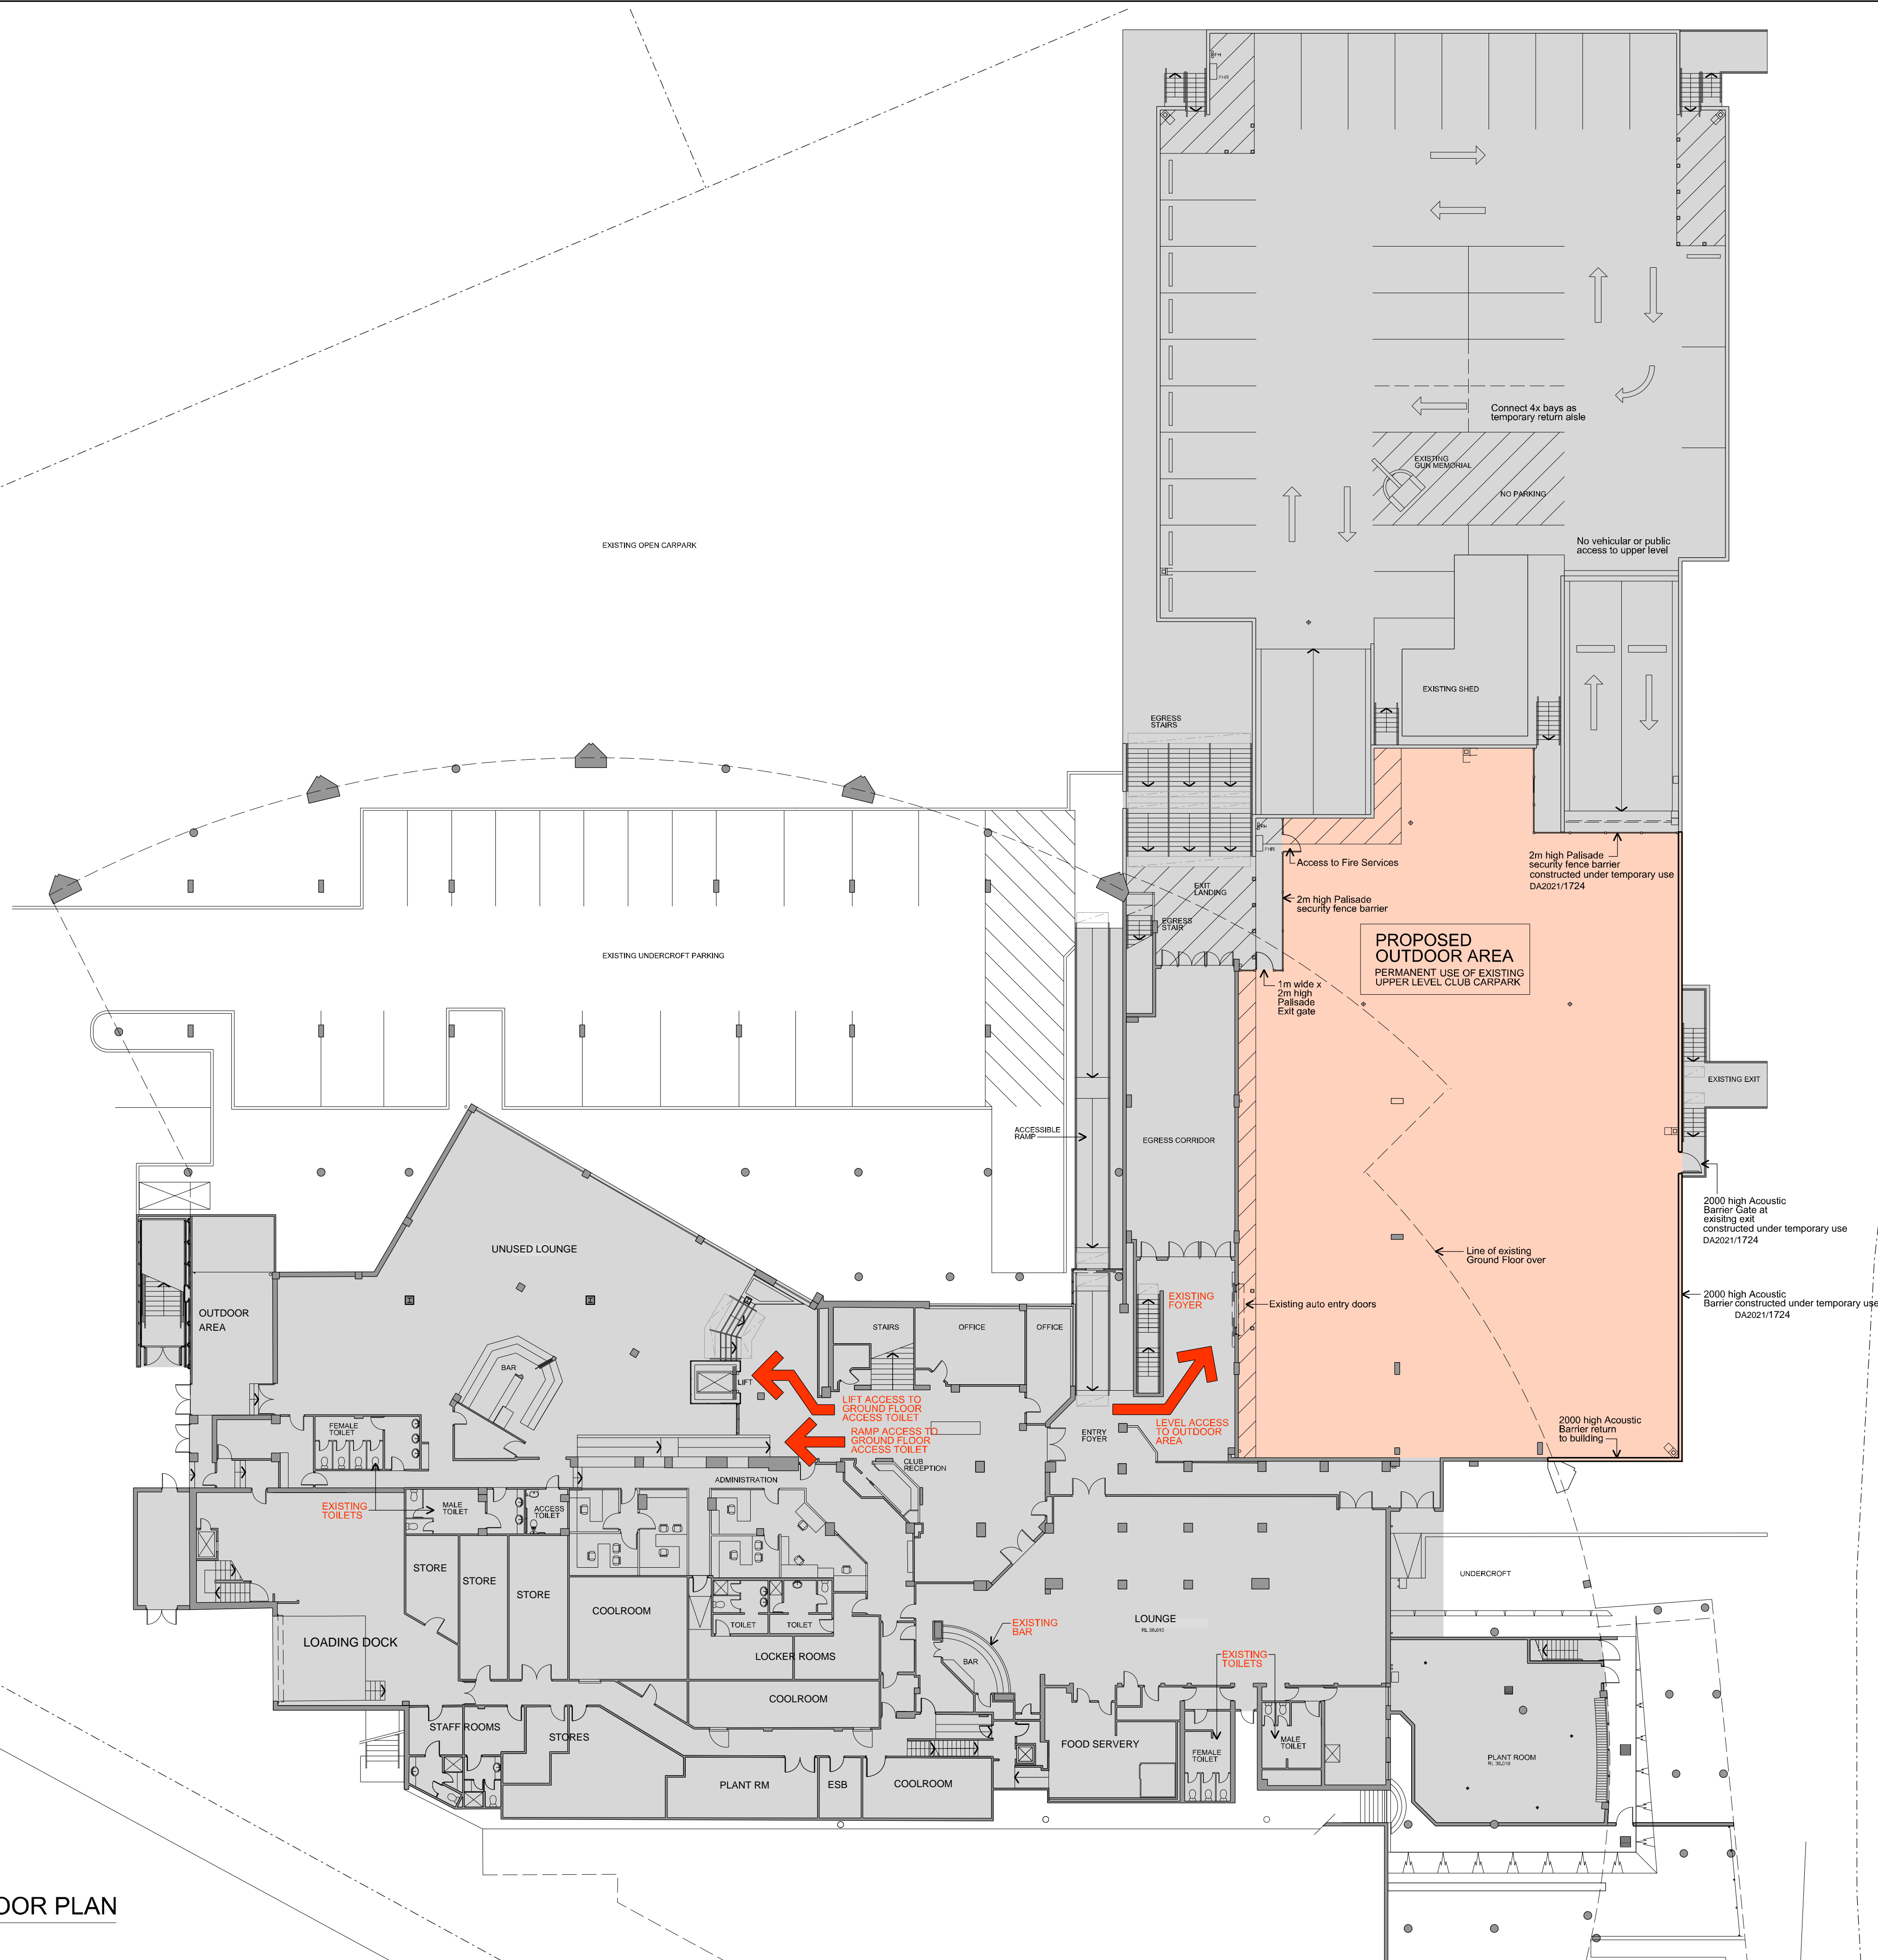 FH
FHR
Connect 4x bays as
temporary return aisle
EXISTING
GUN MEMORIAL
NO PARKING
EXISTING OPEN CARPARK
No vehicular or public
access to upper level
EXISTING SHED
EGRESS
STAIRS
FH
FHR
Access to Fire Services
2m high Palisade
security fence barrier
constructed under temporary use
DA2021/1724
EXIT
LANDING
2m high Palisade
security fence barrier
EGRESS
STAIR
PROPOSED
OUTDOOR AREA
PERMANENT USE OF EXISTING
UPPER LEVEL CLUB CARPARK
EXISTING UNDERCROFT PARKING
1m wide x
2m high
Palisade
Exit gate
EXISTING EXIT
ACCESSIBLE
RAMP
EGRESS CORRIDOR
2000 high Acoustic
Barrier Gate at
exisitng exit
constructed under temporary use
DA2021/1724
UNUSED LOUNGE
Line of existing
Ground Floor over
OUTDOOR
AREA
EXISTING
FOYER
Existing auto entry doors
2000 high Acoustic
Barrier constructed under temporary use
DA2021/1724
STAIRS
OFFICE
OFFICE
BAR
LIFT
LIFT ACCESS TO
GROUND FLOOR
ACCESS TOILET
RAMP ACCESS TO
GROUND FLOOR
ACCESS TOILET
LEVEL ACCESS
TO OUTDOOR
AREA
2000 high Acoustic
Barrier return
to building
FEMALE
TOILET
ENTRY
FOYER
CLUB
RECEPTION
ADMINISTRATION
EXISTING
TOILETS
MALE
TOILET
ACCESS
TOILET
STORE
STORE
STORE
COOLROOM
UNDERCROFT
TOILET
TOILET
LOUNGE
EXISTING
BAR
LOADING DOCK
LOCKER ROOMS
BAR
EXISTING
TOILETS
COOLROOM
STAFF ROOMS
STORES
FOOD SERVERY
FEMALE
TOILET
MALE
TOILET
PLANT ROOM
PLANT RM
ESB
COOLROOM
OOR PLAN